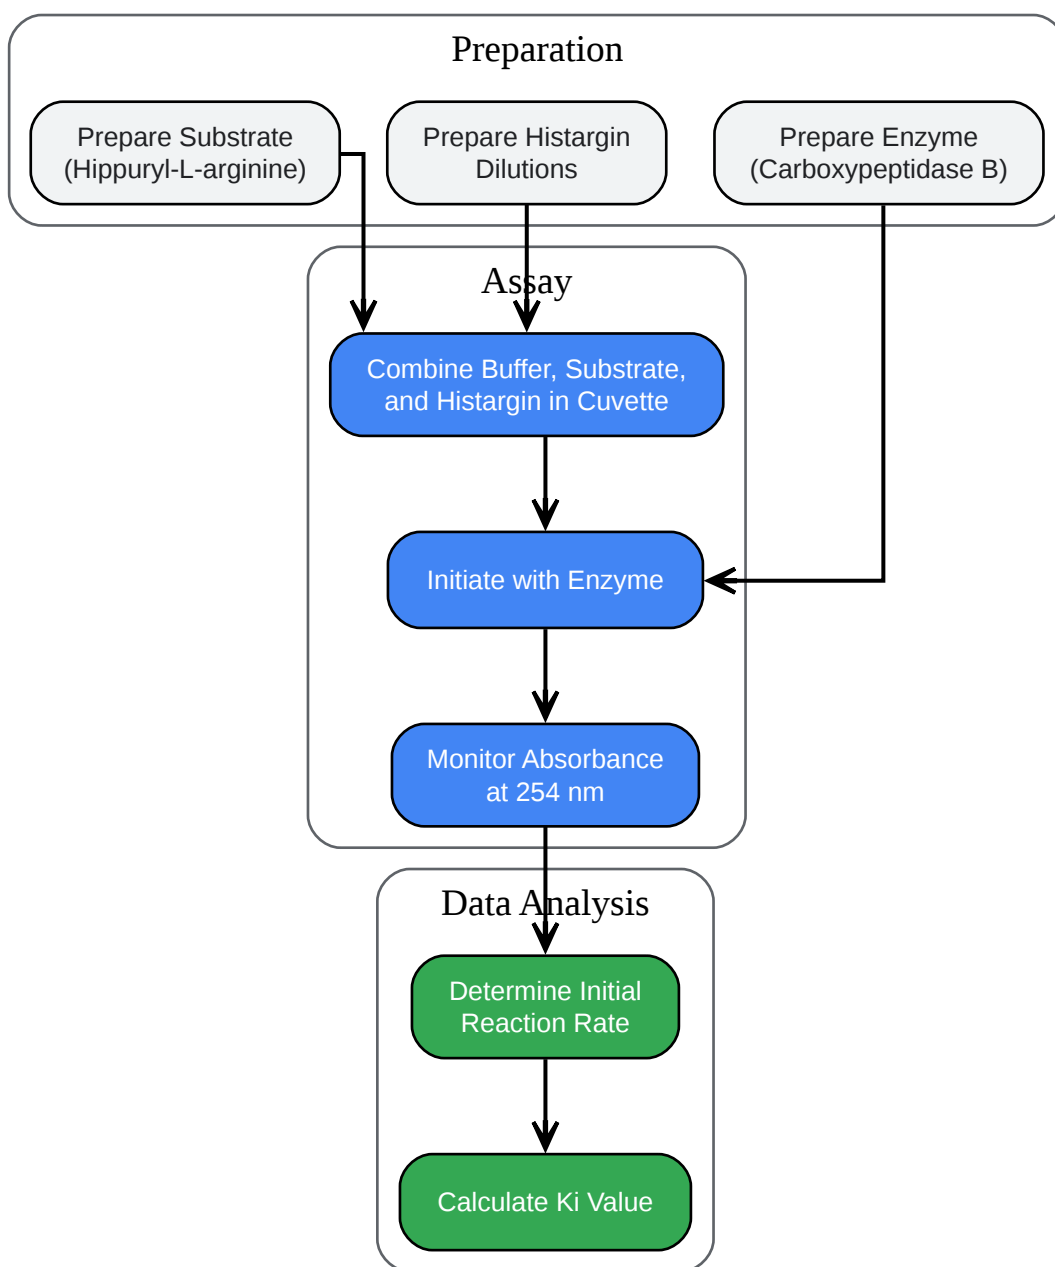 Preparation
Prepare Substrate
(Hippuryl-L-arginine)
Prepare Histargin
Dilutions
Prepare Enzyme
(Carboxypeptidase B)
Assay
Combine Buffer, Substrate,
and Histargin in Cuvette
Initiate with Enzyme
Monitor Absorbance
at 254 nm
Data Analysis
Determine Initial
Reaction Rate
Calculate Ki Value